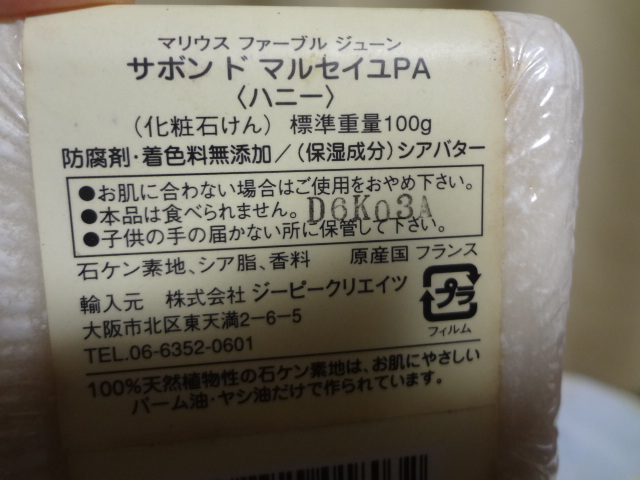 マリウス ファーブル ジューン
サボン ド マルセイユPA
〈ハニー〉
（化粧石けん） 標準重量100g
防腐剤・着色料無添加/（保湿成分）シアバター
●お肌に合わない場合はご使用をおやめ下さい。
●本品は食べられません。 D6K03A
●子供の手の届かない所に保管して下さい。
石ケン素地、シア脂、香料 原産国 フランス
輸入元 株式会社 ジーピークリエイツ
大阪市北区東天満2-6-5
TEL.06-6352-0601
プラ
フィルム
100%天然植物性の石ケン素地は、お肌にやさしい
パーム油・ヤシ油だけで作られています。